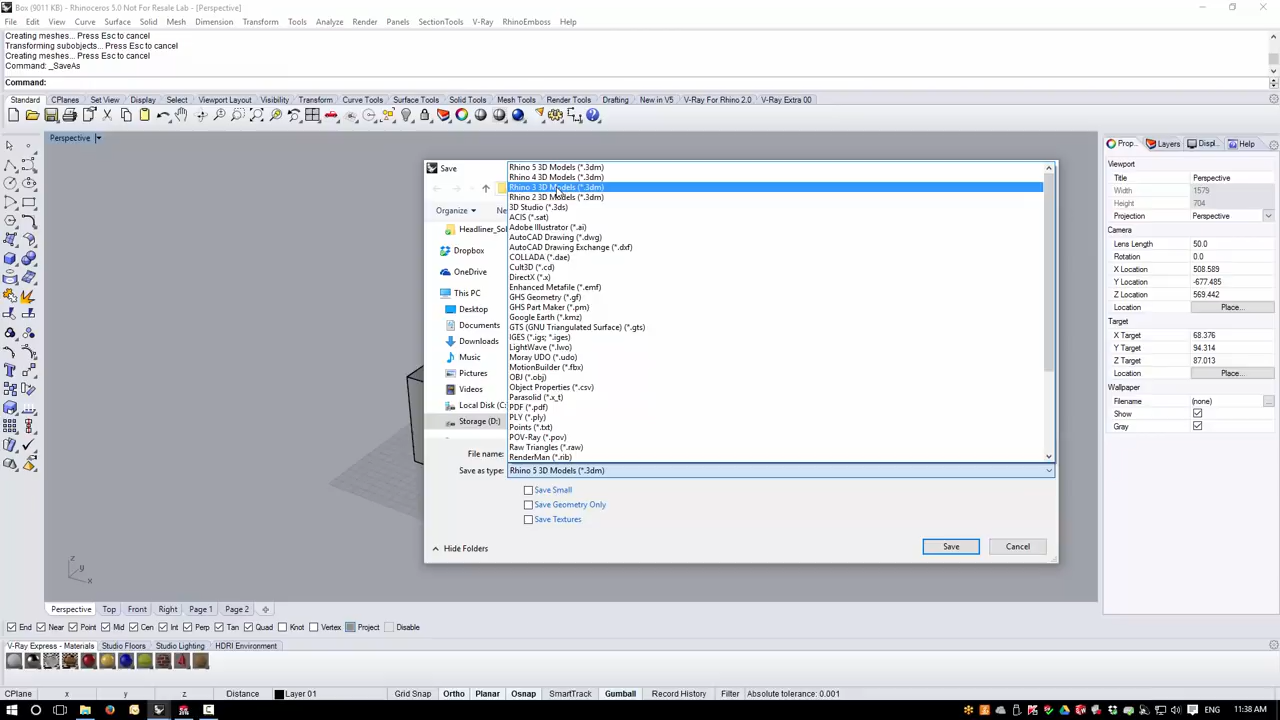 Box (9011 KB) - Rhinoceros 5.0 Not For Resale Lab - [Perspective]
File Edit View Curve Surface Solid Mesh Dimension Transform Tools Analyze Render Panels SectionTools V-Ray RhinoEmboss Help
Creating meshes... Press Esc to cancel
Transforming subobjects... Press Esc to cancel
Creating meshes... Press Esc to cancel
Command: _SaveAs
Command:
Standard CPlanes Set View Display Select Viewport Layout Visibility Transform Curve Tools Surface Tools Solid Tools Mesh Tools Render Tools Drafting New in V5 V-Ray For Rhino 2.0 V-Ray Extra 00
Perspective
Save
Organize
Headliner_Sol
Dropbox
OneDrive
This PC
Desktop
Documents
Downloads
Music
Pictures
Videos
Local Disk (C:
Storage (D:)
Rhino 5 3D Models (*.3dm)
Rhino 4 3D Models (*.3dm)
Rhino 3 3D Models (*.3dm)
Rhino 2 3D Models (*.3dm)
3D Studio (*.3ds)
ACIS (*.sat)
Adobe Illustrator (*.ai)
AutoCAD Drawing (*.dwg)
AutoCAD Drawing Exchange (*.dxf)
COLLADA (*.dae)
Cult3D (*.cd)
DirectX (*.x)
Enhanced Metafile (*.emf)
GHS Geometry (*.gf)
GHS Part Maker (*.pm)
Google Earth (*.kmz)
GTS (GNU Triangulated Surface) (*.gts)
IGES (*.igs; *.iges)
LightWave (*.lwo)
Moray UDO (*.udo)
MotionBuilder (*.fbx)
OBJ (*.obj)
Object Properties (*.csv)
Parasolid (*.x_t)
PDF (*.pdf)
PLY (*.ply)
Points (*.txt)
POV-Ray (*.pov)
Raw Triangles (*.raw)
RenderMan (*.rib)
File name:
Save as type: Rhino 5 3D Models (*.3dm)
Save Small
Save Geometry Only
Save Textures
Hide Folders
Save Cancel
Prop... Layers Displ... Help
Viewport
Title Perspective
Width 1579
Height 704
Projection Perspective
Camera
Lens Length 50.0
Rotation 0.0
X Location 508.589
Y Location -677.485
Z Location 569.442
Location Place...
Target
X Target 68.376
Y Target 94.314
Z Target 87.013
Location Place...
Wallpaper
Filename (none) ...
Show
Gray
z
y
x
Perspective Top Front Right Page 1 Page 2
End Near Point Mid Cen Int Perp Tan Quad Knot Vertex Project Disable
V-Ray Express - Materials Studio Floors Studio Lighting HDRI Environment
CPlane x y z Distance Layer 01 Grid Snap Ortho Planar Osnap SmartTrack Gumball Record History Filter Absolute tolerance: 0.001
ENG 11:38 AM